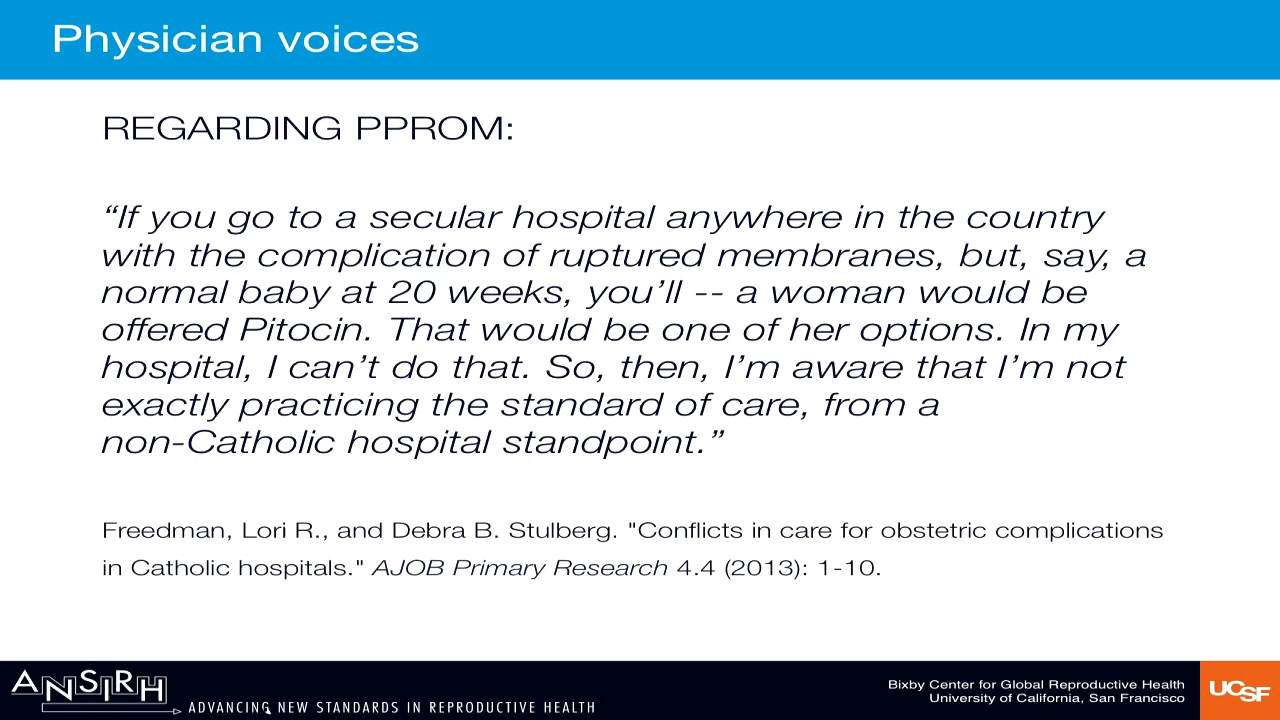 Physician voices
REGARDING PPROM:
“If you go to a secular hospital anywhere in the country
with the complication of ruptured membranes, but, say, a
normal baby at 20 weeks, you’ll -- a woman would be
offered Pitocin. That would be one of her options. In my
hospital, I can’t do that. So, then, I’m aware that I’m not
exactly practicing the standard of care, from a
non-Catholic hospital standpoint.”
Freedman, Lori R., and Debra B. Stulberg. "Conflicts in care for obstetric complications
in Catholic hospitals." AJOB Primary Research 4.4 (2013): 1-10.
ANSIRH
ADVANCING NEW STANDARDS IN REPRODUCTIVE HEALTH
Bixby Center for Global Reproductive Health
University of California, San Francisco
UCSF